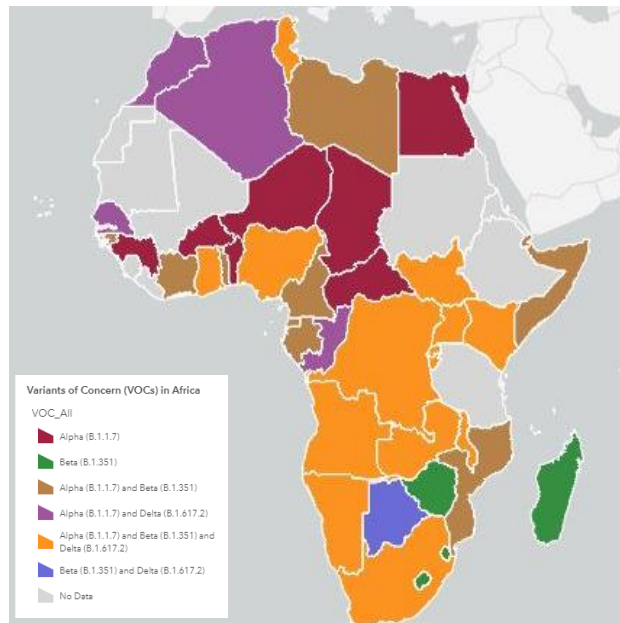 Variants of Concern (VOCs) in Africa
VOC_All
Alpha (B.1.1.7)
Beta (B.1.351)
Alpha (B.1.1.7) and Beta (B.1.351)
Alpha (B.1.1.7) and Delta (B.1.617.2)
Alpha (B.1.1.7) and Beta (B.1.351) and
Delta (B.1.617.2)
Beta (B.1.351) and Delta (B.1.617.2)
No Data